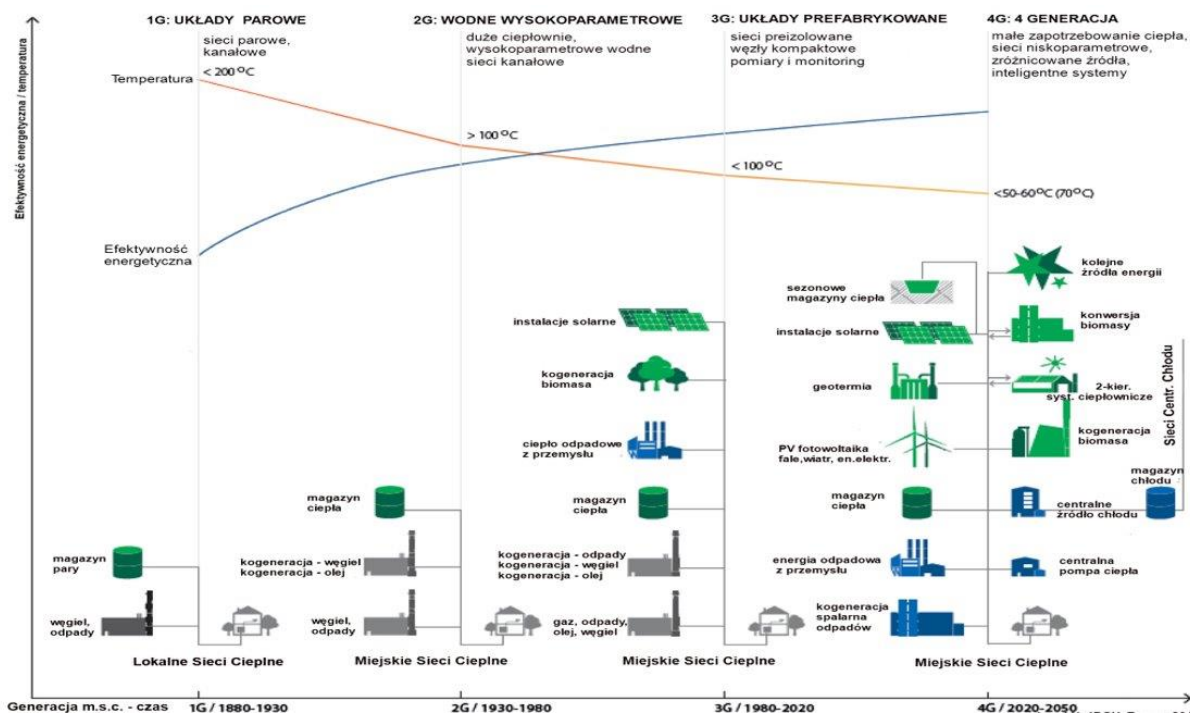 1G: UKŁADY PAROWE
sieci parowe,
kanałowe
2G: WODNE WYSOKOPARAMETROWE
duże ciepłownie,
wysokoparametrowe wodne
sieci kanałowe
3G: UKŁADY PREFABRYKOWANE
sieci preizolowane
węzły kompaktowe
pomiary i monitoring
4G: 4 GENERACJA
małe zapotrzebowanie ciepła,
sieci niskoparametrowe,
zróżnicowane źródła,
inteligentne systemy
Efektywność energetyczna / temperatura
Temperatura
< 200 °C
> 100 °C
< 100 °C
<50-60°C (70°C)
Efektywność
energetyczna
magazyn
pary
węgiel,
odpady
Lokalne Sieci Cieplne
magazyn
ciepła
kogeneracja - węgiel
kogeneracja - olej
węgiel,
odpady
Miejskie Sieci Cieplne
instalacje solarne
kogeneracja
biomasa
ciepło odpadowe
z przemysłu
magazyn
ciepła
kogeneracja - odpady
kogeneracja - węgiel
kogeneracja - olej
gaz, odpady,
olej, węgiel
Miejskie Sieci Cieplne
sezonowe
magazyny ciepła
instalacje solarne
geotermia
PV fotowoltaika
fale,wiatr, en.elektr.
magazyn
ciepła
energia odpadowa
z przemysłu
kogeneracja
spalarna
odpadów
kolejne
źródła energii
konwersja
biomasy
2-kier.
syst. ciepłownicze
kogeneracja
biomasa
magazyn
chłodu
centralne
źródło chłodu
centralna
pompa ciepła
Miejskie Sieci Cieplne
Sieci Centr. Chłodu
Generacja m.s.c. - czas
1G / 1880-1930
2G / 1930-1980
3G / 1980-2020
4G / 2020-2050